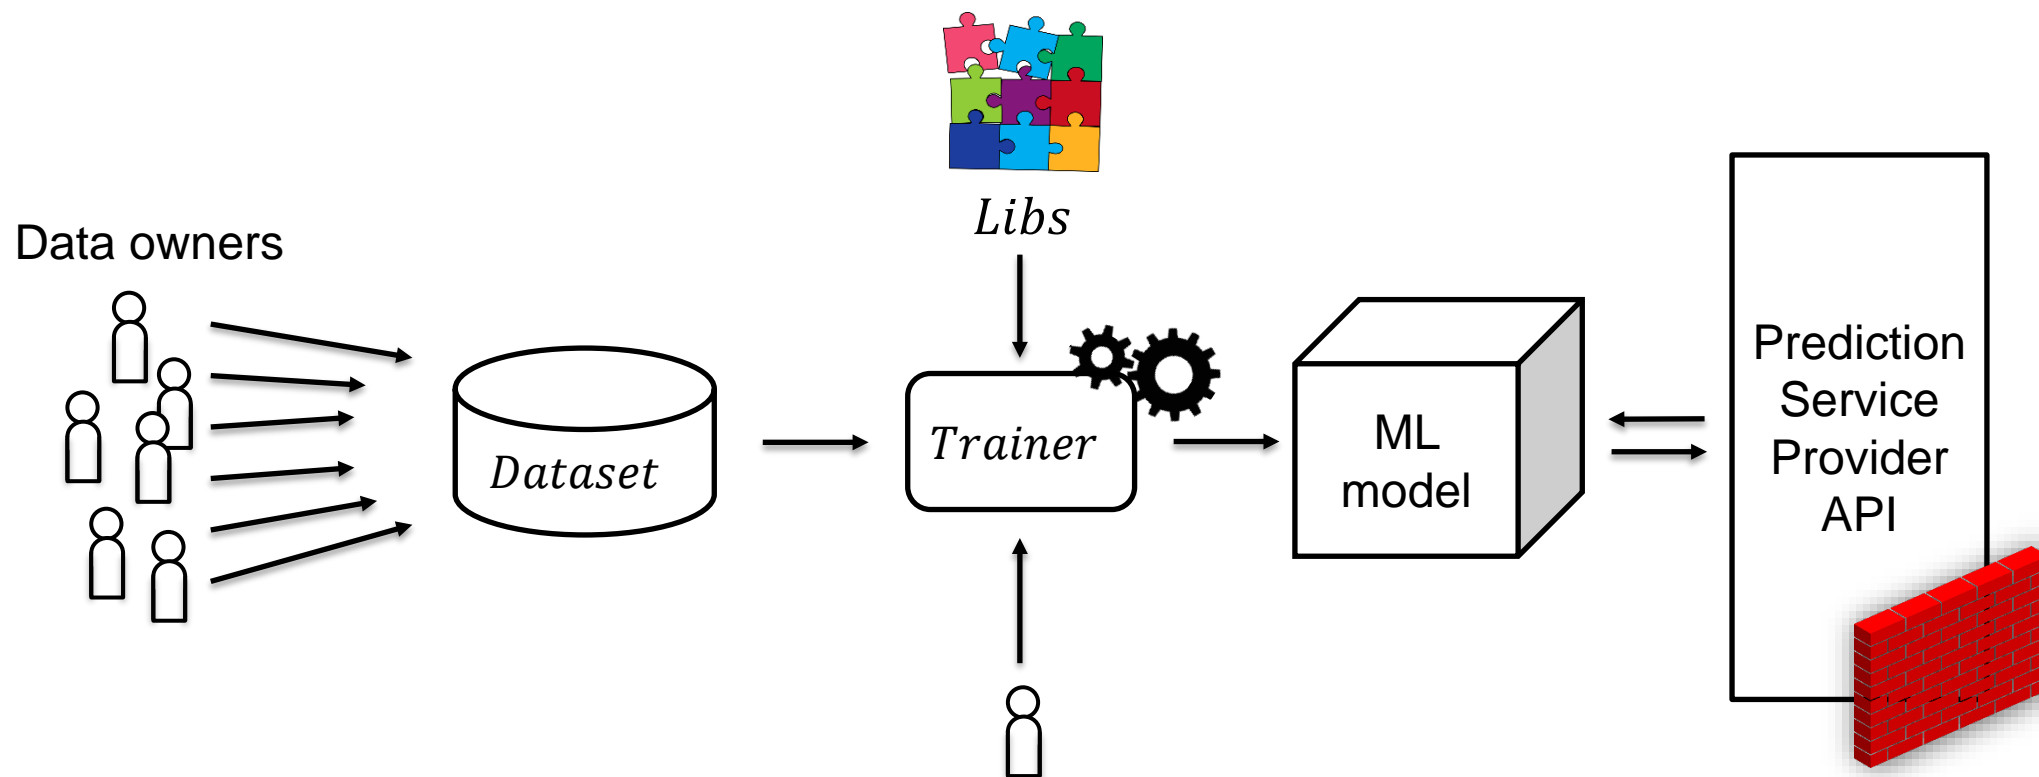 Libs
Data owners
Dataset
Trainer
ML
model
Prediction
Service
Provider
API